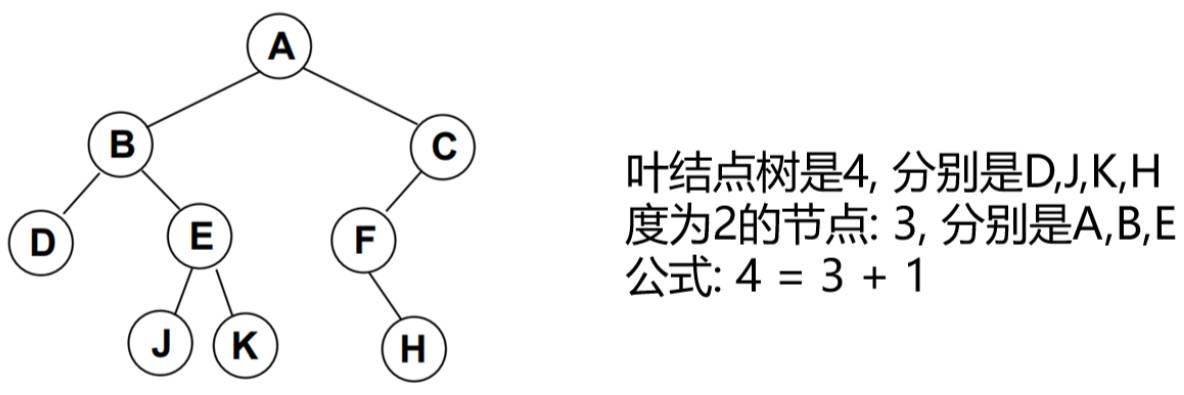 A
B
C
D
E
F
J
K
H
叶结点树是4, 分别是D,J,K,H
度为2的节点: 3, 分别是A,B,E
公式: 4 = 3 + 1